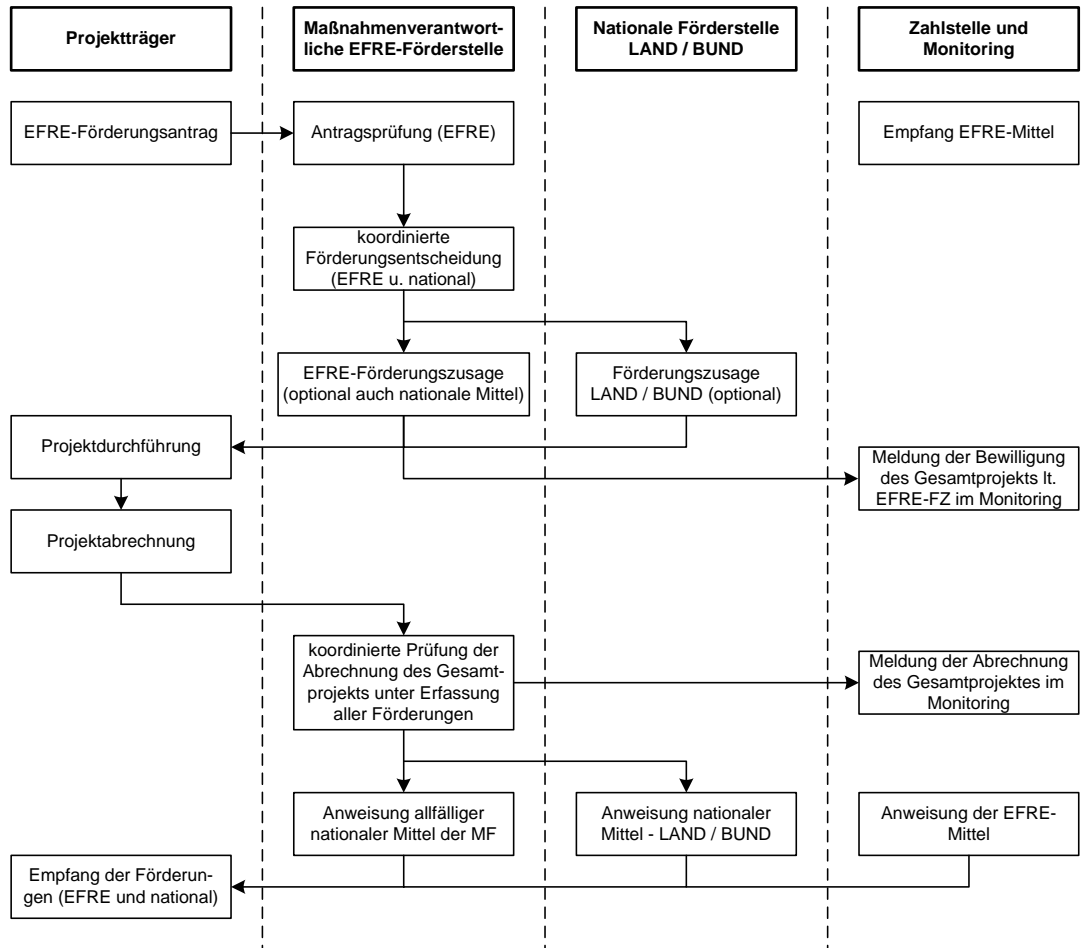 Projektträger
Maßnahmenverantwort-
liche EFRE-Förderstelle
Nationale Förderstelle
LAND / BUND
Zahlstelle und
Monitoring
EFRE-Förderungsantrag
Antragsprüfung (EFRE)
Empfang EFRE-Mittel
koordinierte
Förderungsentscheidung
(EFRE u. national)
EFRE-Förderungszusage
(optional auch nationale Mittel)
Förderungszusage
LAND / BUND (optional)
Projektdurchführung
Meldung der Bewilligung
des Gesamtprojekts lt.
EFRE-FZ im Monitoring
Projektabrechnung
koordinierte Prüfung der
Abrechnung des Gesamt-
projekts unter Erfassung
aller Förderungen
Meldung der Abrechnung
des Gesamtprojektes im
Monitoring
Anweisung allfälliger
nationaler Mittel der MF
Anweisung nationaler
Mittel - LAND / BUND
Anweisung der EFRE-
Mittel
Empfang der Förderun-
gen (EFRE und national)